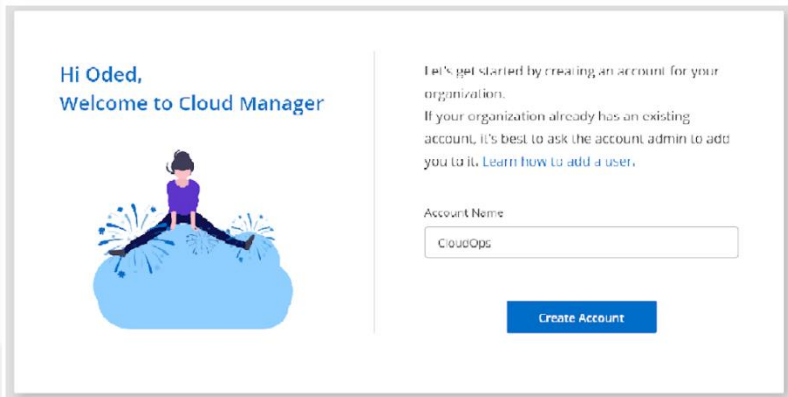 Hi Oded,
Welcome to Cloud Manager
Let's get started by creating an account for your
organization.
If your organization already has an existing
account, it's best to ask the account admin to add
you to it. Learn how to add a user.
Account Name
CloudOps
Create Account